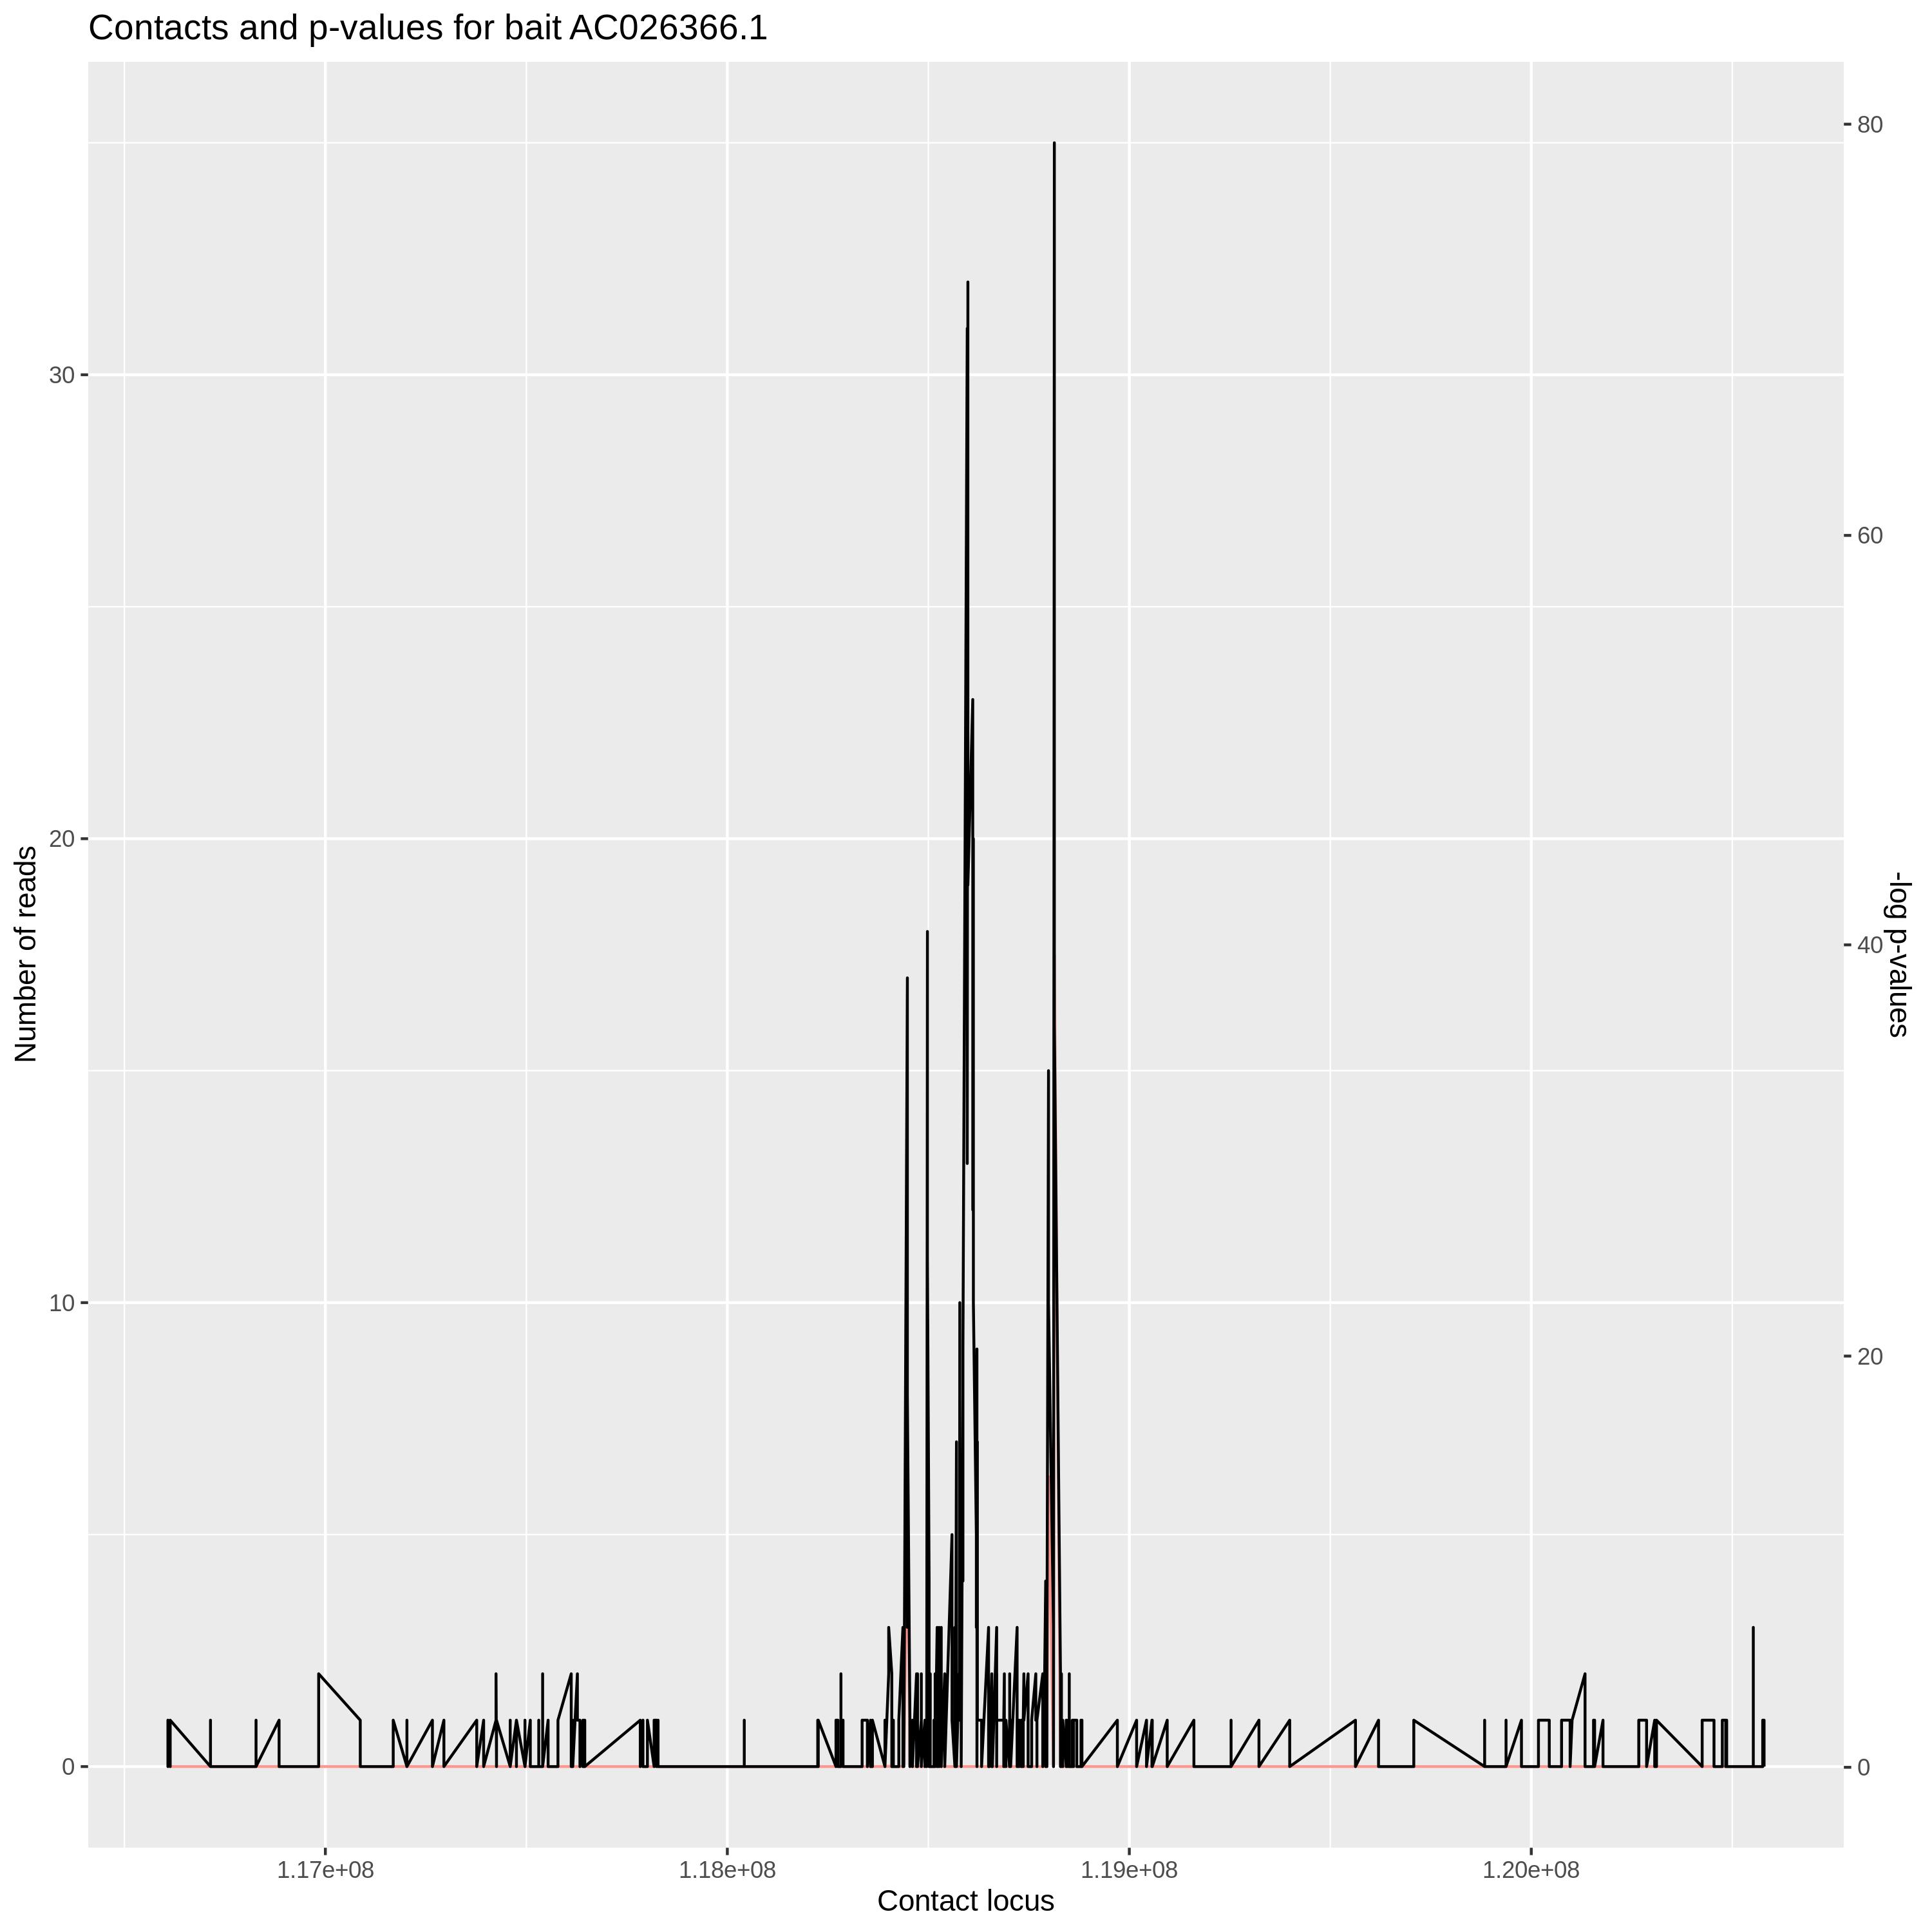 Contacts and p-values for bait AC026366.1
80
30
60
Number of reads
20
-log p-values
40
10
20
0
0
1.17e+08
1.18e+08
1.19e+08
1.20e+08
Contact locus